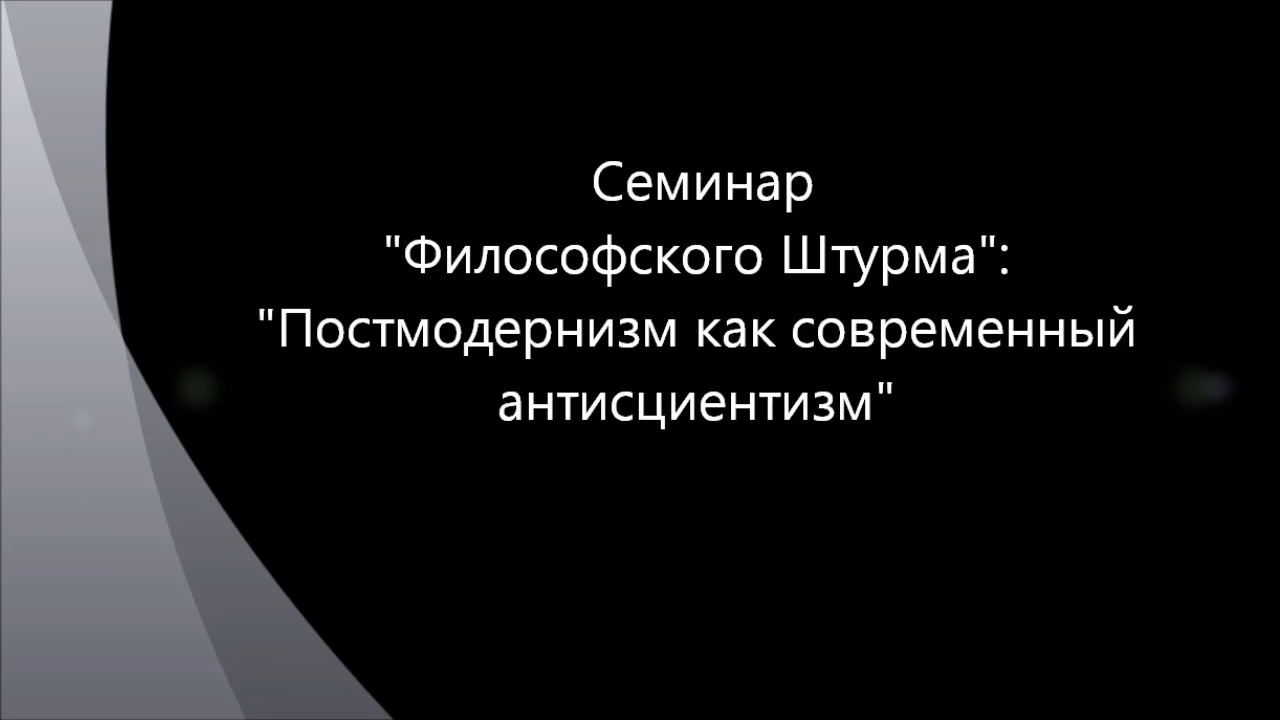 Семинар
"Философского Штурма":
"Постмодернизм как современный
антисциентизм"